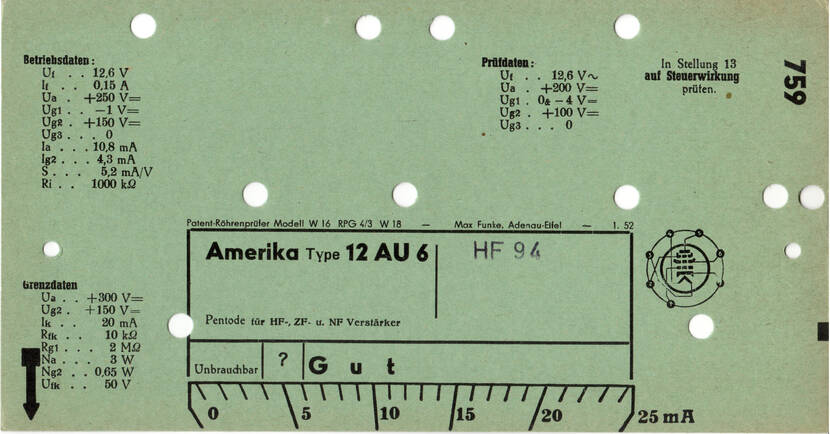 Betriebsdaten:
Uf . . 12,6 V
If . . 0,15 A
Ua . +250 V=
Ug1 . . −1 V=
Ug2 . +150 V=
Ug3 . . . 0
Ia . . . 10,8 mA
Ig2 . . . 4,3 mA
S . . . 5,2 mA/V
Ri . . 1000 kΩ
Prüfdaten:
Uf . . 12,6 V~
Ua . +200 V=
Ug1 . 0& −4 V=
Ug2 . +100 V=
Ug3 . . . 0
In Stellung 13
auf Steuerwirkung
prüfen.
759
Patent-Röhrenprüfer Modell W 16 RPG 4/3 W 18 — Max Funke, Adenau-Eifel — 1. 52
Amerika Type 12 AU 6
HF 94
Pentode für HF-, ZF- u. NF Verstärker
Unbrauchbar ? Gut
0 5 10 15 20 25 mA
Grenzdaten
Ua . . +300 V=
Ug2 . +150 V=
Ik . . . 20 mA
Rfk . . . 10 kΩ
Rg1 . . . 2 MΩ
Na . . . 3 W
Ng2 . . 0,65 W
Ufk . . . 50 V